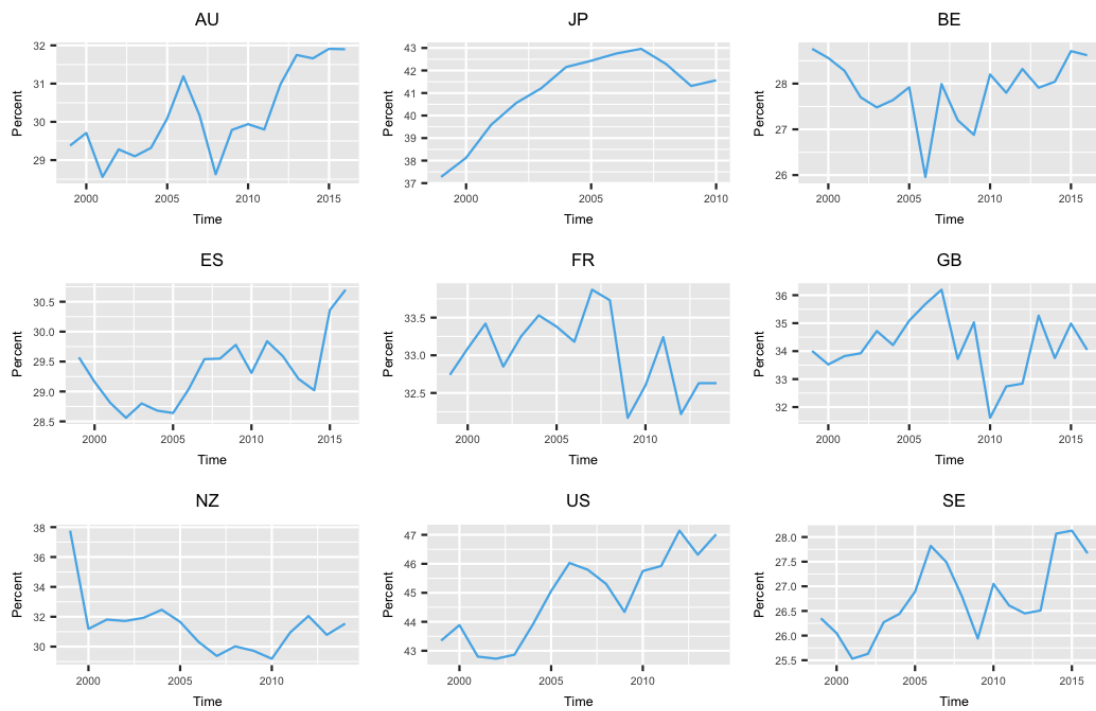 AU
32
31
30
29
Percent
2000 2005 2010 2015
Time
JP
43
42
41
40
39
38
37
Percent
2000 2005 2010
Time
BE
28
27
26
Percent
2000 2005 2010 2015
Time
ES
30.5
30.0
29.5
29.0
28.5
Percent
2000 2005 2010 2015
Time
FR
33.5
33.0
32.5
Percent
2000 2005 2010
Time
GB
36
35
34
33
32
Percent
2000 2005 2010 2015
Time
NZ
38
36
34
32
30
Percent
2000 2005 2010
Time
US
47
46
45
44
43
Percent
2000 2005 2010
Time
SE
28.0
27.5
27.0
26.5
26.0
25.5
Percent
2000 2005 2010 2015
Time